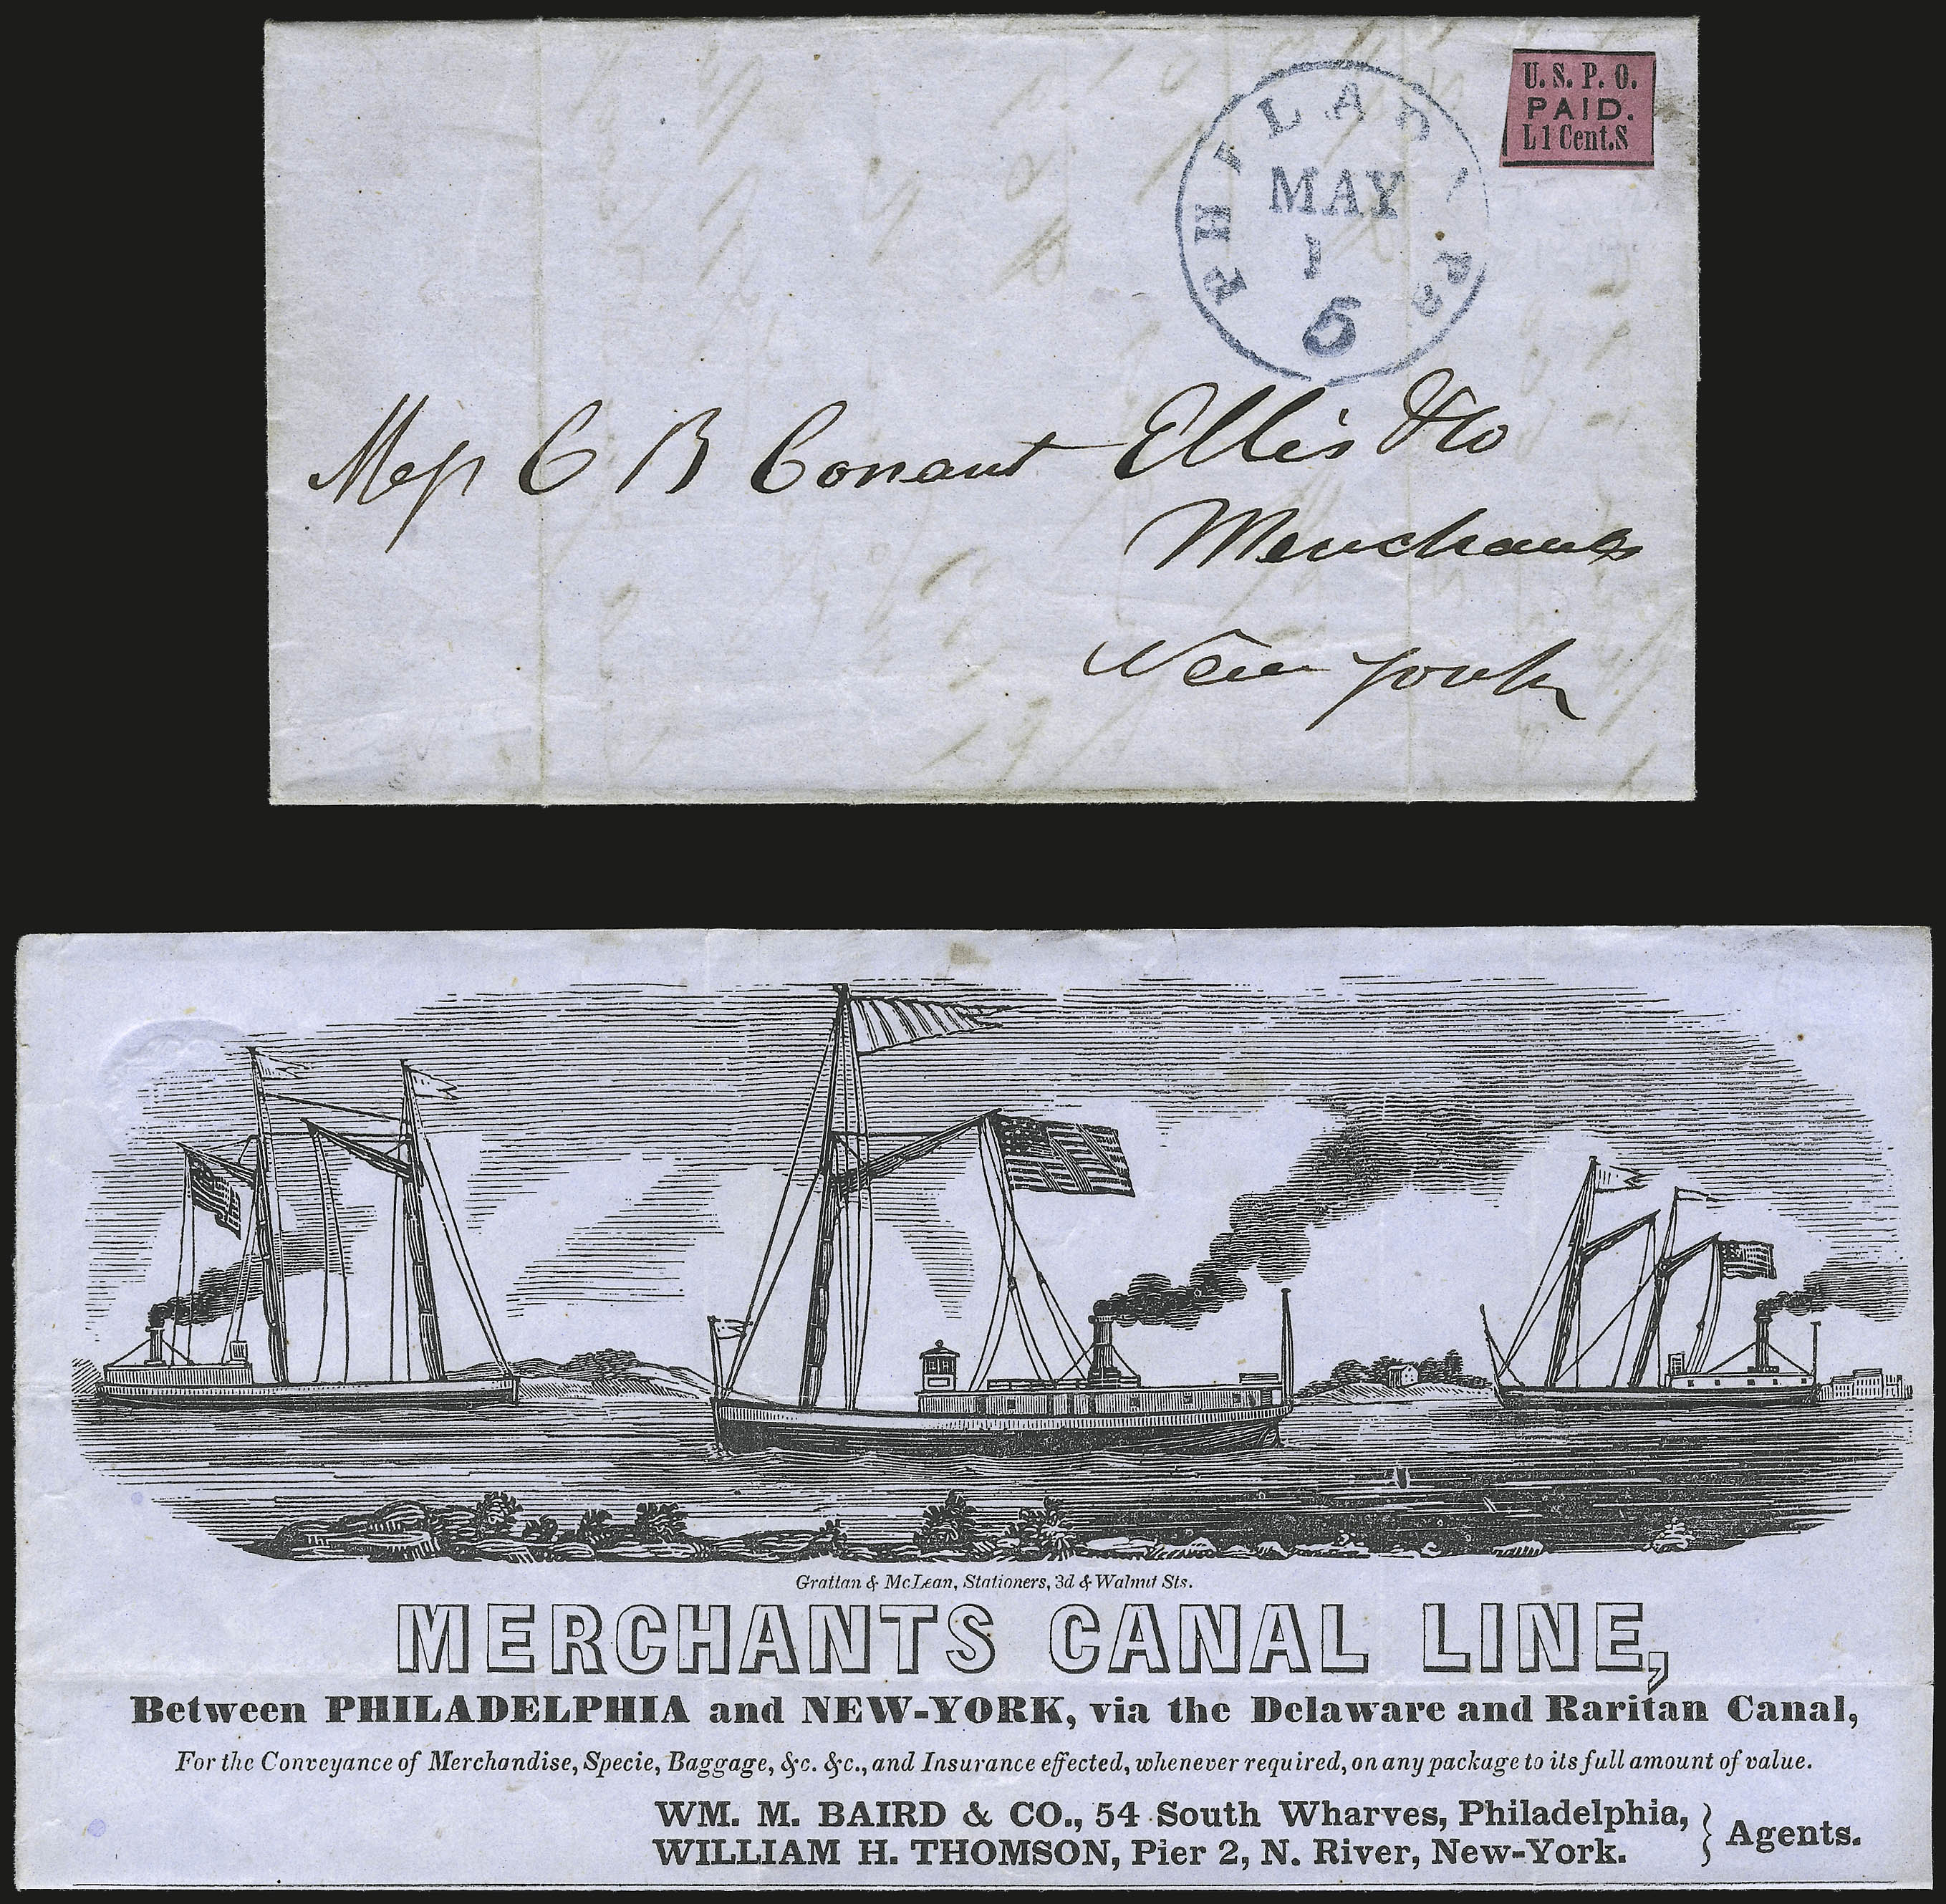 U. S. P. O.
PAID.
L 1 Cent. S
PHILADA Pa
MAY
1
5
Mess C B Conant Ellis & Co
Merchants
New York
Grattan & McLean, Stationers, 3d & Walnut Sts.
MERCHANTS CANAL LINE,
Between PHILADELPHIA and NEW-YORK, via the Delaware and Raritan Canal,
For the Conveyance of Merchandise, Specie, Baggage, &c. &c., and Insurance effected, whenever required, on any package to its full amount of value.
WM. M. BAIRD & CO., 54 South Wharves, Philadelphia,
WILLIAM H. THOMSON, Pier 2, N. River, New-York.
} Agents.